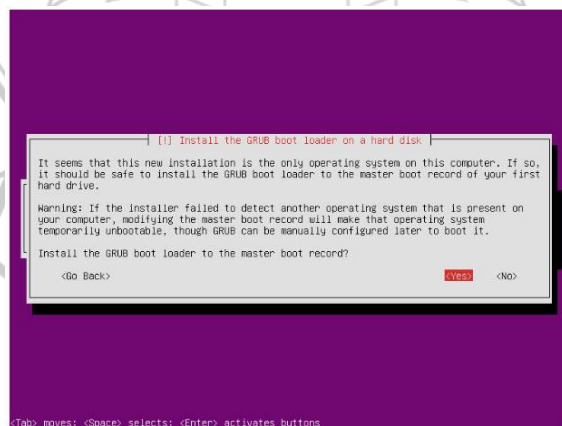 [!] Install the GRUB boot loader on a hard disk
It seems that this new installation is the only operating system on this computer. If so,
it should be safe to install the GRUB boot loader to the master boot record of your first
hard drive.
Warning: If the installer failed to detect another operating system that is present on
your computer, modifying the master boot record will make that operating system
temporarily unbootable, though GRUB can be manually configured later to boot it.
Install the GRUB boot loader to the master boot record?
<Go Back> <Yes> <No>
<Tab> moves; <Space> selects; <Enter> activates buttons